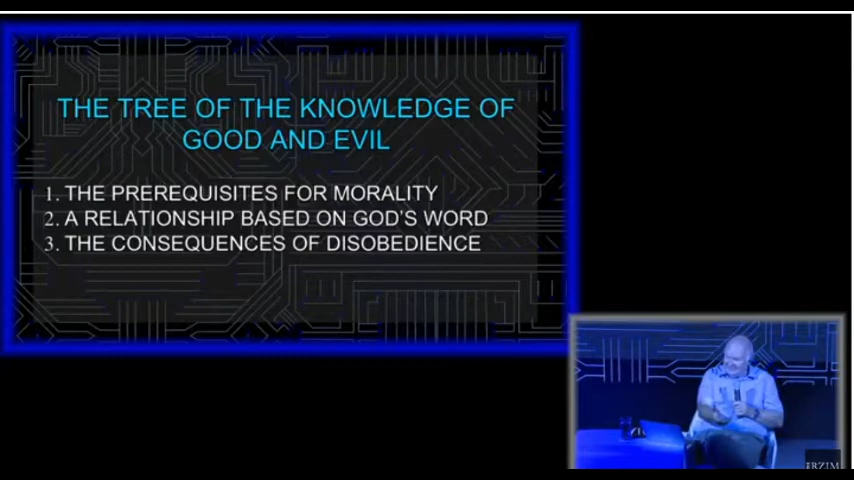 THE TREE OF THE KNOWLEDGE OF
GOOD AND EVIL
1. THE PREREQUISITES FOR MORALITY
2. A RELATIONSHIP BASED ON GOD'S WORD
3. THE CONSEQUENCES OF DISOBEDIENCE
RZIM